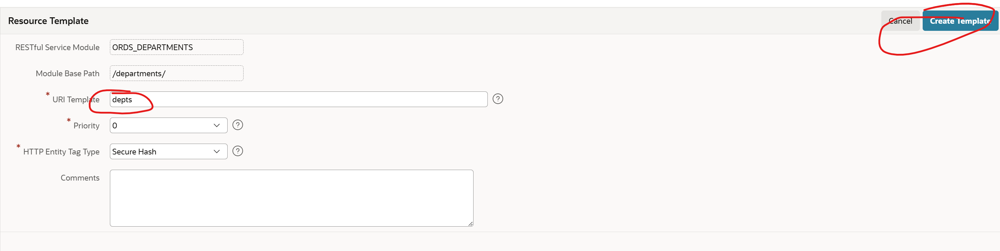 Resource Template
Cancel
Create Template
RESTful Service Module ORDS_DEPARTMENTS
Module Base Path /departments/
* URI Template depts ?
* Priority 0 ?
* HTTP Entity Tag Type Secure Hash ?
Comments